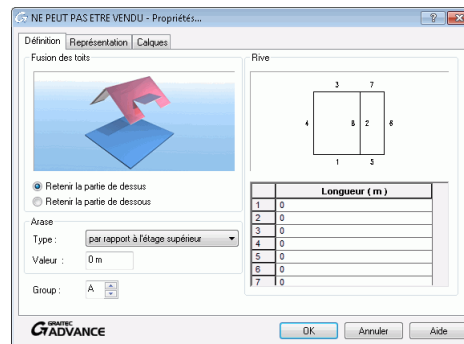 NE PEUT PAS ETRE VENDU - Propriétés...
Définition Représentation Calques
Fusion des toits
Retenir la partie de dessus
Retenir la partie de dessous
Arase
Type : par rapport à l'étage supérieur
Valeur : 0 m
Group : A
Rive
3 7
4 8 2 6
1 5
Longueur ( m )
1 0
2 0
3 0
4 0
5 0
6 0
7 0
GRAITEC
ADVANCE
OK Annuler Aide